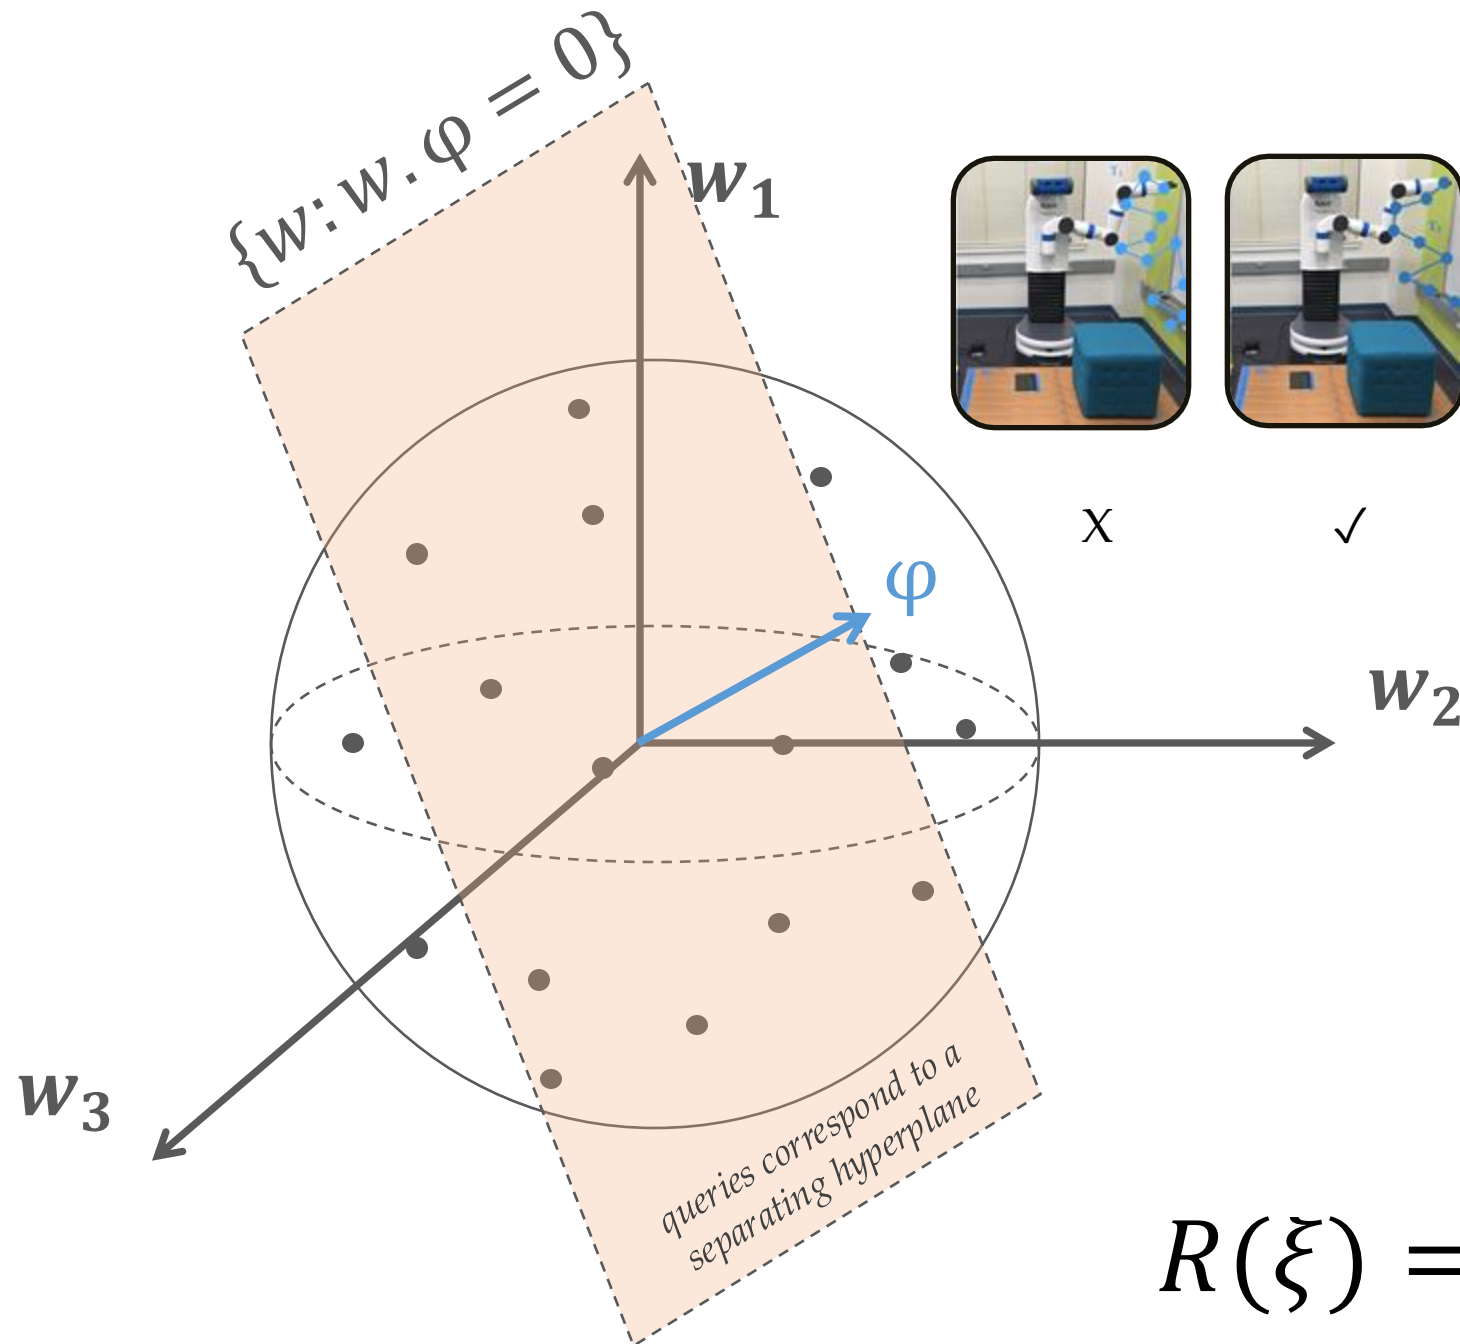 {w: w. φ = 0}
w₁
X
✓
φ
w₂
w₃
queries correspond to a
separating hyperplane
R(ξ) =